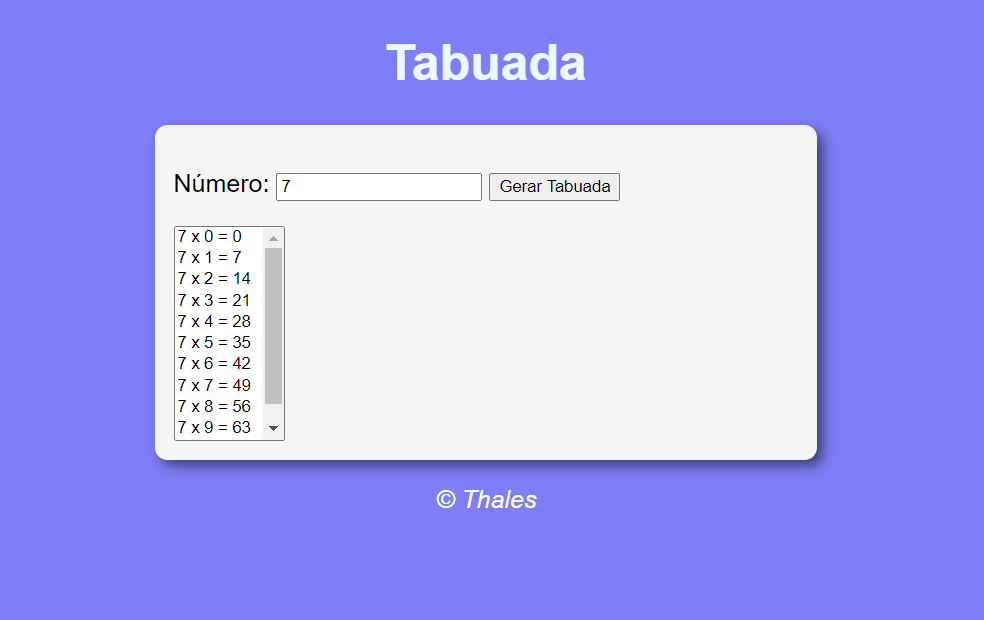 Tabuada
Número: 7 Gerar Tabuada
7 x 0 = 0
7 x 1 = 7
7 x 2 = 14
7 x 3 = 21
7 x 4 = 28
7 x 5 = 35
7 x 6 = 42
7 x 7 = 49
7 x 8 = 56
7 x 9 = 63
© Thales